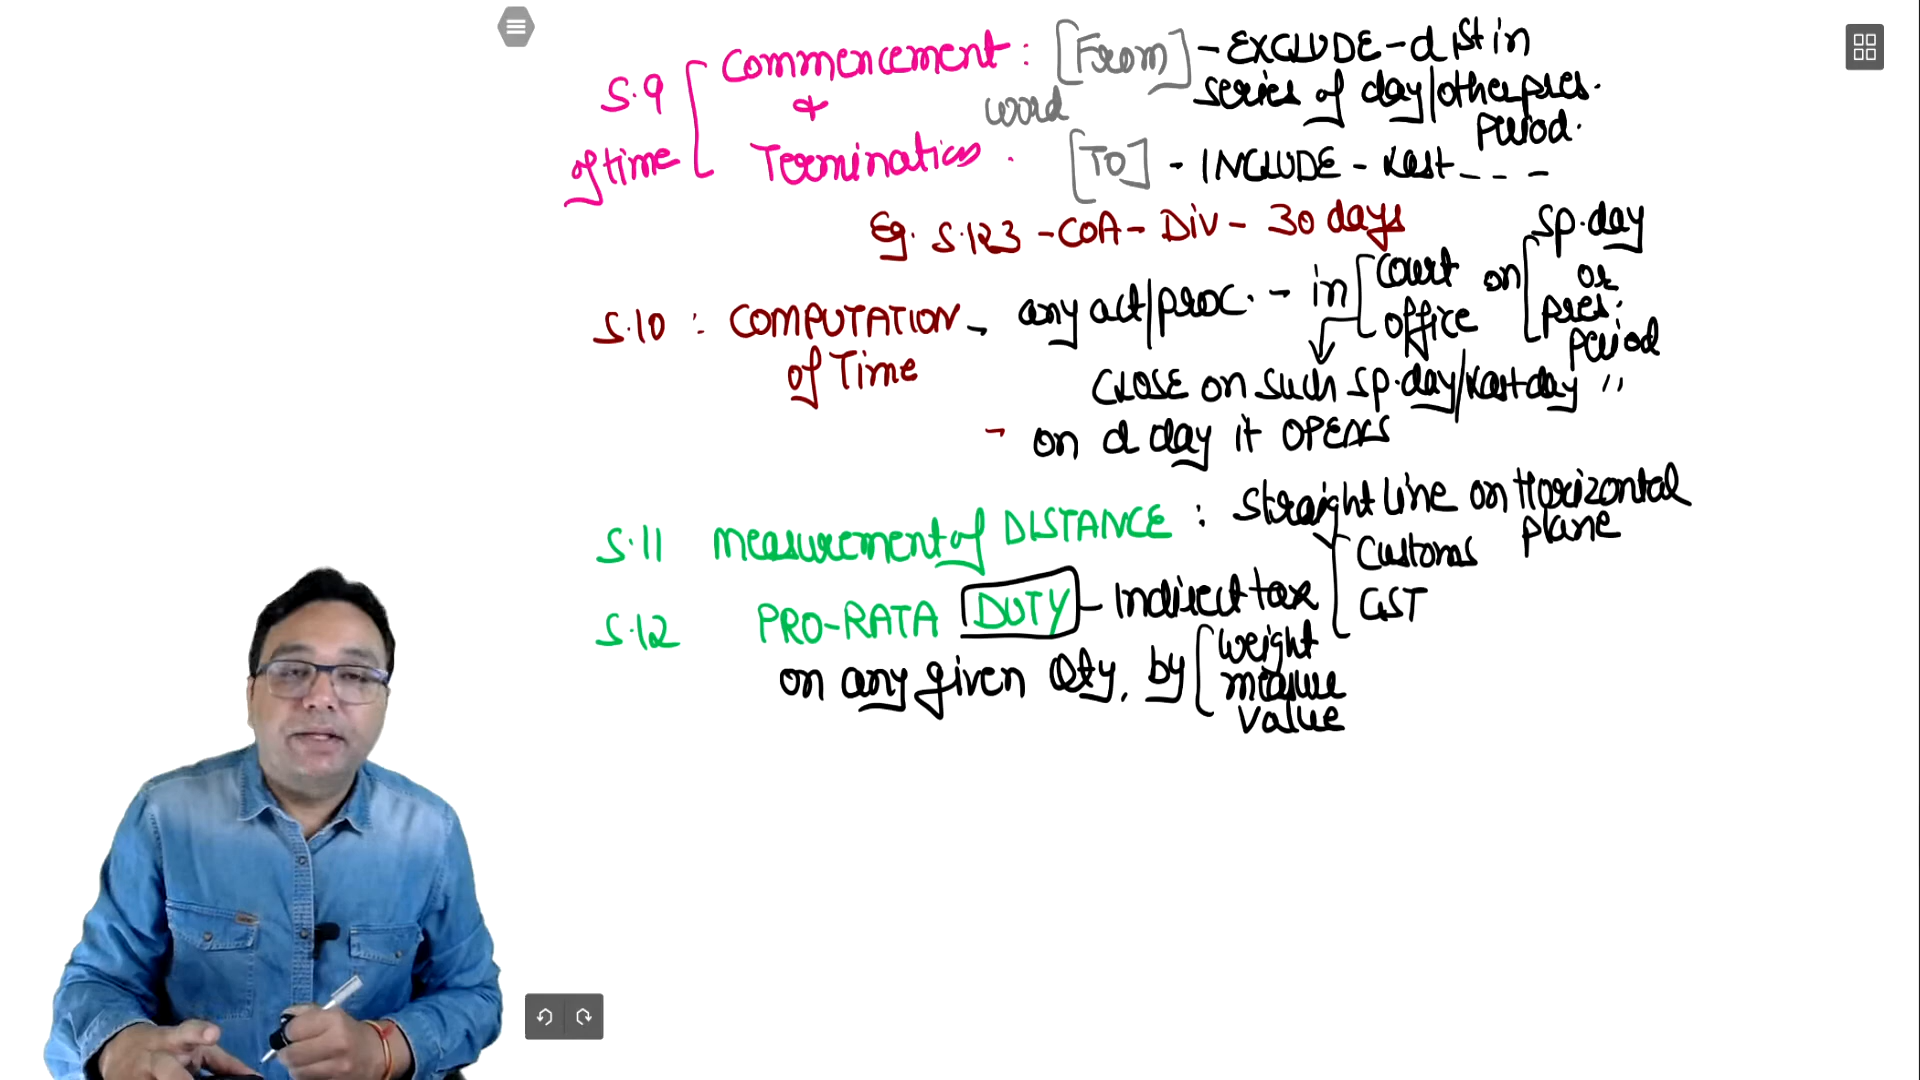 S.9 Commencement : [From] - EXCLUDE - d 1st in
& word series of day/other pres. period.
of time Termination . [TO] - INCLUDE - Last - - -
Eg. S.123 - COA - DIV - 30 days
S.10 : COMPUTATION - any act/proc. - in Court on sp. day
of Time office or pres. period
CLOSE on such sp. day/last day "
- on d day it OPENS
S.11 measurement of DISTANCE : straight line on Horizontal plane
S.12 PRO-RATA DUTY - Indirect tax Customs
GST
on any given Qty. by weight
measure
value